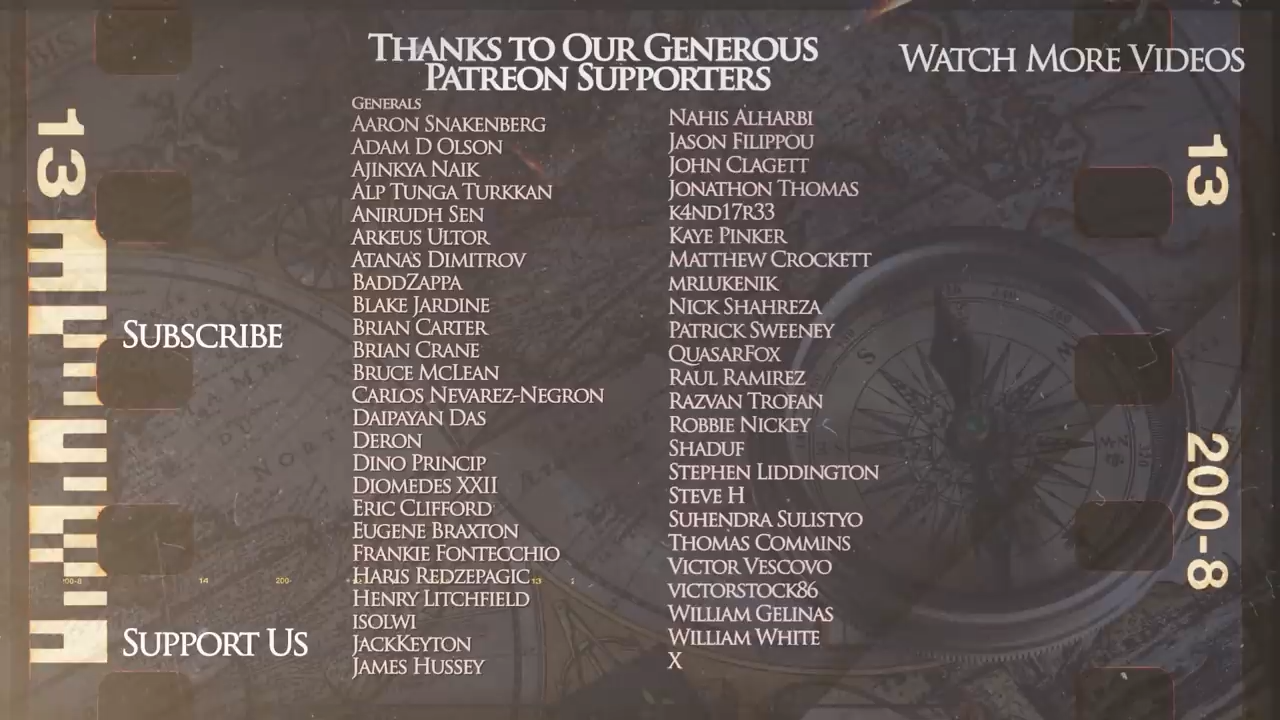 Thanks to Our Generous
Patreon Supporters
Generals
Aaron Snakenberg
Adam D Olson
Ajinkya Naik
Alp Tunga Turkkan
Anirudh Sen
Arkeus Ultor
Atanas Dimitrov
BaddZappa
Blake Jardine
Brian Carter
Brian Crane
Bruce McLean
Carlos Nevarez-Negron
Daipayan Das
Deron
Dino Princip
Diomedes XXII
Eric Clifford
Eugene Braxton
Frankie Fontecchio
Haris Redzepagic
Henry Litchfield
isolwi
JackKeyton
James Hussey
Nahis Alharbi
Jason Filippou
John Clagett
Jonathon Thomas
k4nd17r33
Kaye Pinker
Matthew Crockett
mrlukenik
Nick Shahreza
Patrick Sweeney
QuasarFox
Raul Ramirez
Razvan Trofan
Robbie Nickey
Shaduf
Stephen Liddington
Steve H
Suhendra Sulistyo
Thomas Commins
Victor Vescovo
victorstock86
William Gelinas
William White
X
Watch More Videos
Subscribe
Support Us
13
13
200-8
14
200-
13